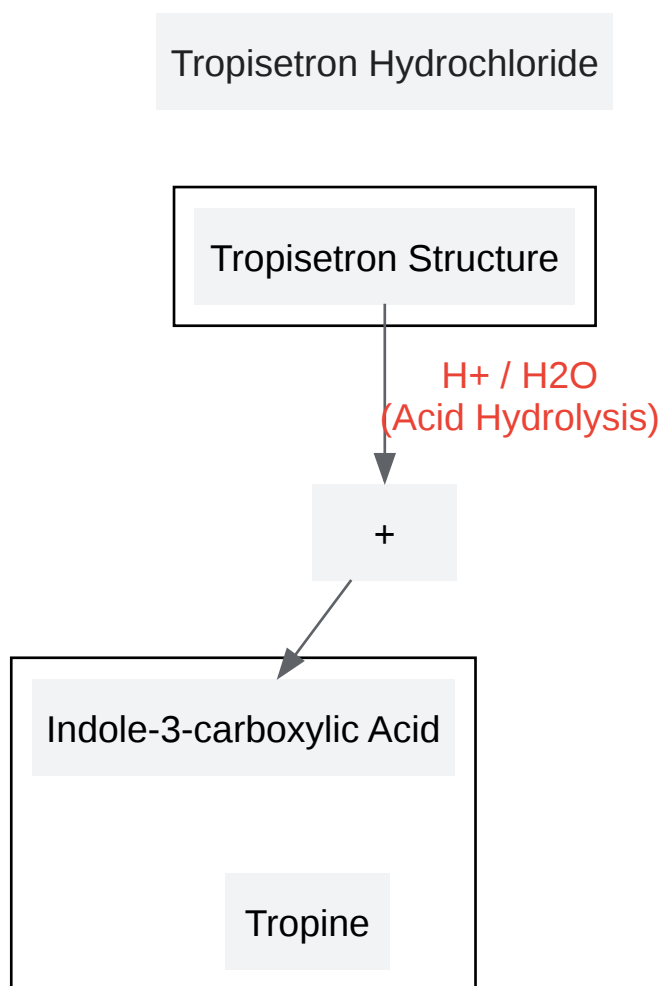 Tropisetron Hydrochloride
Tropisetron Structure
H+ / H2O
(Acid Hydrolysis)
+
Indole-3-carboxylic Acid
Tropine